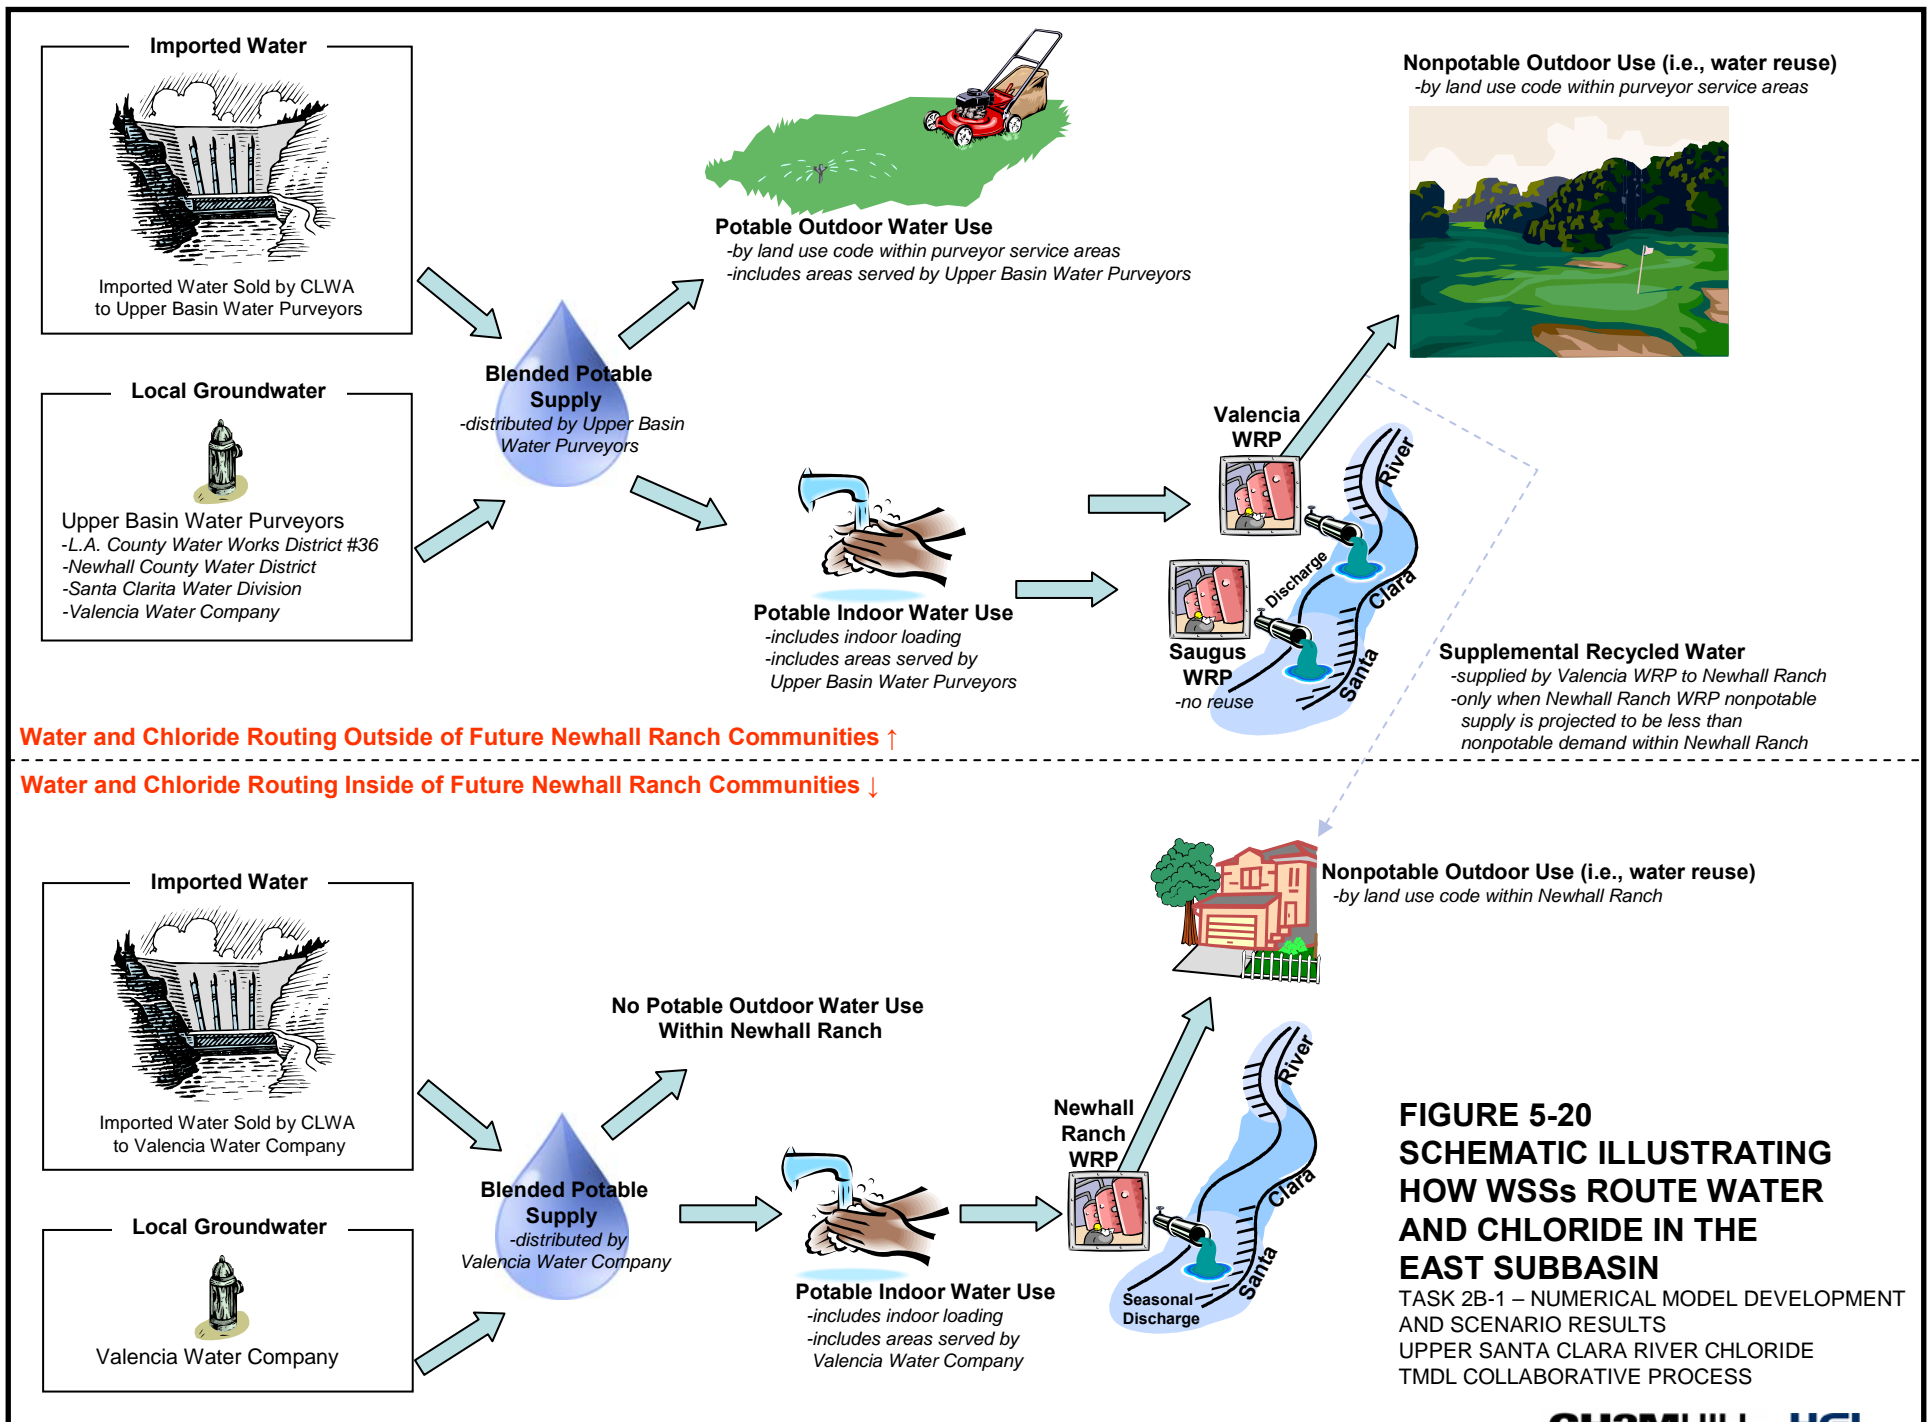 Imported Water
Imported Water Sold by CLWA
to Upper Basin Water Purveyors
Local Groundwater
Upper Basin Water Purveyors
-L.A. County Water Works District #36
-Newhall County Water District
-Santa Clarita Water Division
-Valencia Water Company
Blended Potable
Supply
-distributed by Upper Basin
Water Purveyors
Potable Outdoor Water Use
-by land use code within purveyor service areas
-includes areas served by Upper Basin Water Purveyors
Potable Indoor Water Use
-includes indoor loading
-includes areas served by
Upper Basin Water Purveyors
Nonpotable Outdoor Use (i.e., water reuse)
-by land use code within purveyor service areas
Valencia
WRP
Saugus
WRP
-no reuse
Discharge
Santa
Clara
River
Supplemental Recycled Water
-supplied by Valencia WRP to Newhall Ranch
-only when Newhall Ranch WRP nonpotable
supply is projected to be less than
nonpotable demand within Newhall Ranch
Water and Chloride Routing Outside of Future Newhall Ranch Communities ↑
Water and Chloride Routing Inside of Future Newhall Ranch Communities ↓
Imported Water
Imported Water Sold by CLWA
to Valencia Water Company
Local Groundwater
Valencia Water Company
Blended Potable
Supply
-distributed by
Valencia Water Company
No Potable Outdoor Water Use
Within Newhall Ranch
Potable Indoor Water Use
-includes indoor loading
-includes areas served by
Valencia Water Company
Nonpotable Outdoor Use (i.e., water reuse)
-by land use code within Newhall Ranch
Newhall
Ranch
WRP
Seasonal
Discharge
Santa
Clara
River
FIGURE 5-20
SCHEMATIC ILLUSTRATING
HOW WSSs ROUTE WATER
AND CHLORIDE IN THE
EAST SUBBASIN
TASK 2B-1 – NUMERICAL MODEL DEVELOPMENT
AND SCENARIO RESULTS
UPPER SANTA CLARA RIVER CHLORIDE
TMDL COLLABORATIVE PROCESS